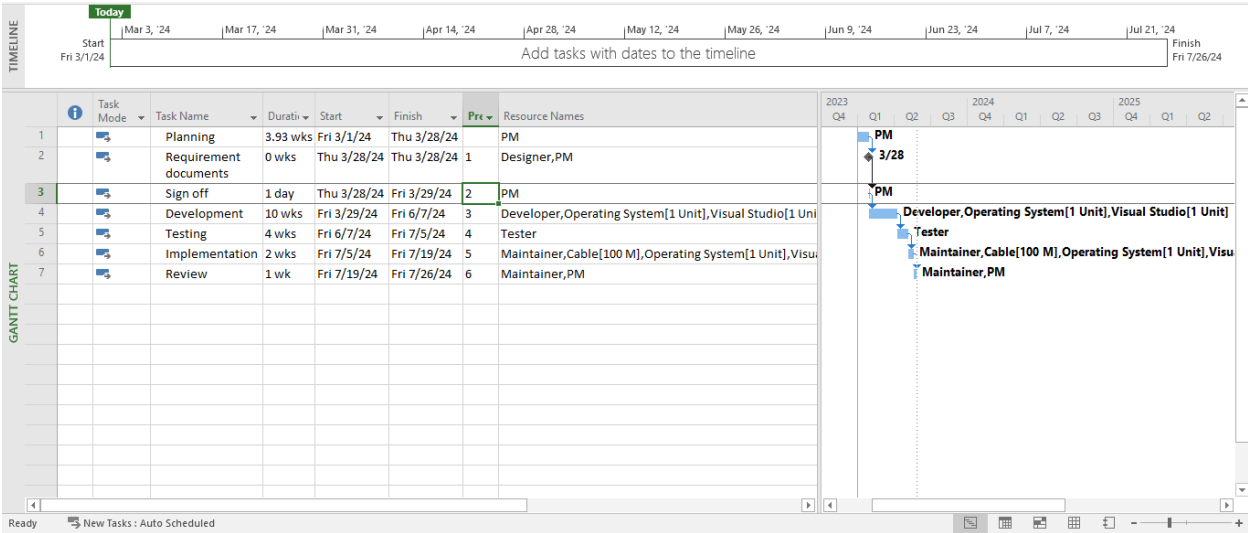 Today
Mar 3, '24 Mar 17, '24 Mar 31, '24 Apr 14, '24 Apr 28, '24 May 12, '24 May 26, '24 Jun 9, '24 Jun 23, '24 Jul 7, '24 Jul 21, '24
TIMELINE
Start
Fri 3/1/24
Add tasks with dates to the timeline
Finish
Fri 7/26/24
GANTT CHART
Task Mode Task Name Durati Start Finish Pre Resource Names
1 Planning 3.93 wks Fri 3/1/24 Thu 3/28/24 PM
2 Requirement documents 0 wks Thu 3/28/24 Thu 3/28/24 1 Designer,PM
3 Sign off 1 day Thu 3/28/24 Fri 3/29/24 2 PM
4 Development 10 wks Fri 3/29/24 Fri 6/7/24 3 Developer,Operating System[1 Unit],Visual Studio[1 Uni
5 Testing 4 wks Fri 6/7/24 Fri 7/5/24 4 Tester
6 Implementation 2 wks Fri 7/5/24 Fri 7/19/24 5 Maintainer,Cable[100 M],Operating System[1 Unit],Visu
7 Review 1 wk Fri 7/19/24 Fri 7/26/24 6 Maintainer,PM
2023 2024 2025
Q4 Q1 Q2 Q3 Q4 Q1 Q2 Q3 Q4 Q1 Q2
PM
3/28
PM
Developer,Operating System[1 Unit],Visual Studio[1 Unit]
Tester
Maintainer,Cable[100 M],Operating System[1 Unit],Visu
Maintainer,PM
Ready New Tasks : Auto Scheduled